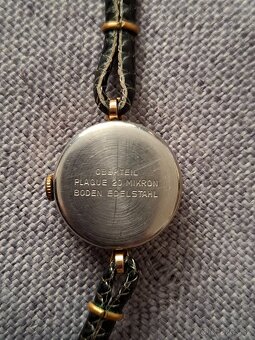 OBERTEIL
PLAQUE 20 MIKRON
BODEN EDELSTAHL